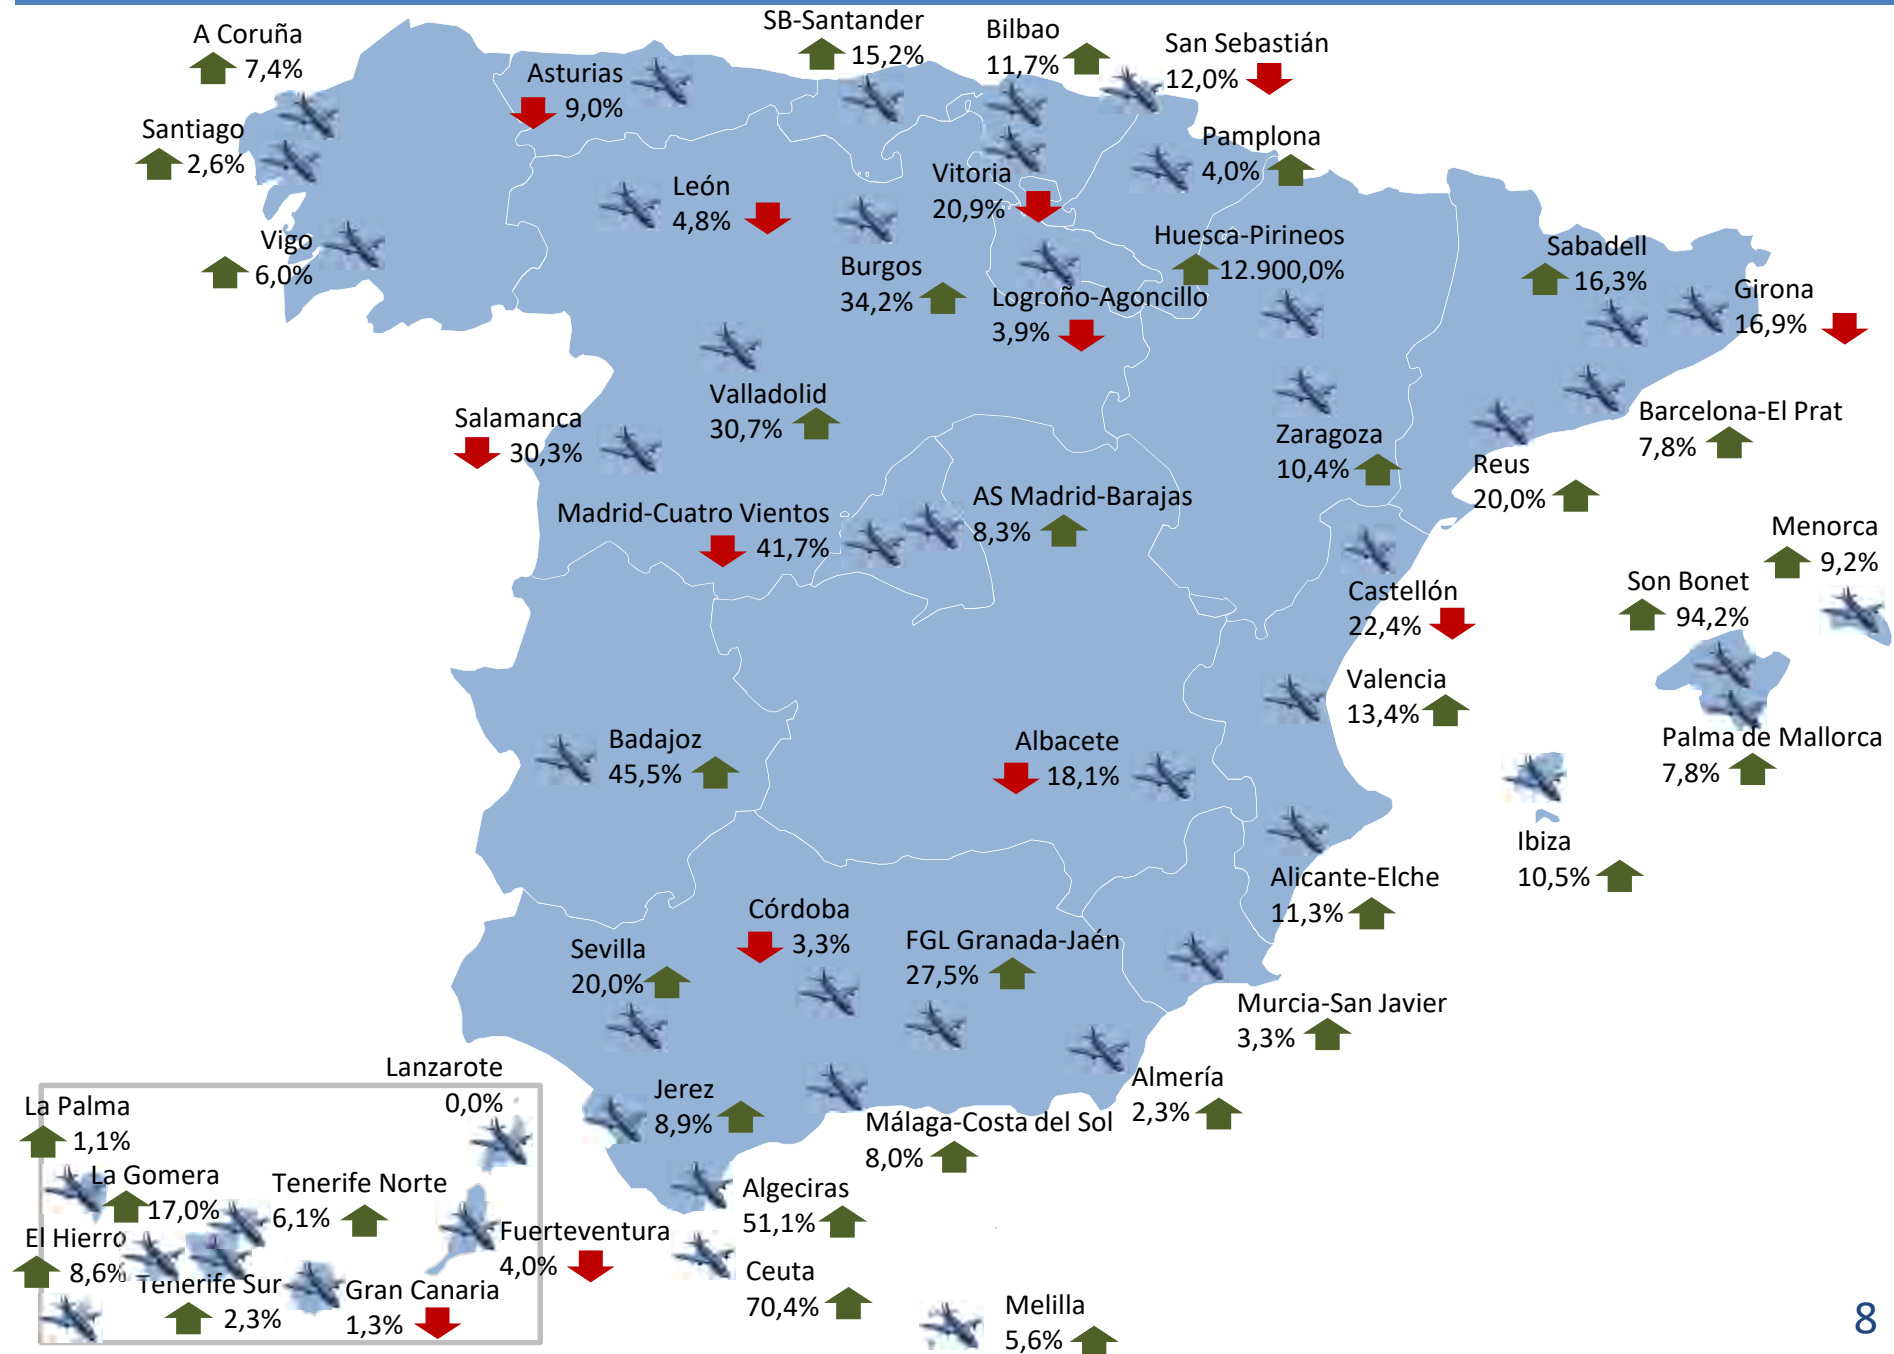 A Coruña
7,4%
Santiago
2,6%
Vigo
6,0%
Asturias
9,0%
SB-Santander
15,2%
Bilbao
11,7%
San Sebastián
12,0%
Pamplona
4,0%
León
4,8%
Vitoria
20,9%
Burgos
34,2%
Logroño-Agoncillo
3,9%
Huesca-Pirineos
12.900,0%
Sabadell
16,3%
Girona
16,9%
Valladolid
30,7%
Salamanca
30,3%
Zaragoza
10,4%
Barcelona-El Prat
7,8%
Reus
20,0%
Madrid-Cuatro Vientos
41,7%
AS Madrid-Barajas
8,3%
Menorca
9,2%
Son Bonet
94,2%
Castellón
22,4%
Valencia
13,4%
Palma de Mallorca
7,8%
Badajoz
45,5%
Albacete
18,1%
Ibiza
10,5%
Alicante-Elche
11,3%
Córdoba
3,3%
Sevilla
20,0%
FGL Granada-Jaén
27,5%
Murcia-San Javier
3,3%
Almería
2,3%
Jerez
8,9%
Málaga-Costa del Sol
8,0%
Algeciras
51,1%
Ceuta
70,4%
Melilla
5,6%
Lanzarote
0,0%
La Palma
1,1%
La Gomera
17,0%
Tenerife Norte
6,1%
El Hierro
8,6%
Tenerife Sur
2,3%
Gran Canaria
1,3%
Fuerteventura
4,0%
8